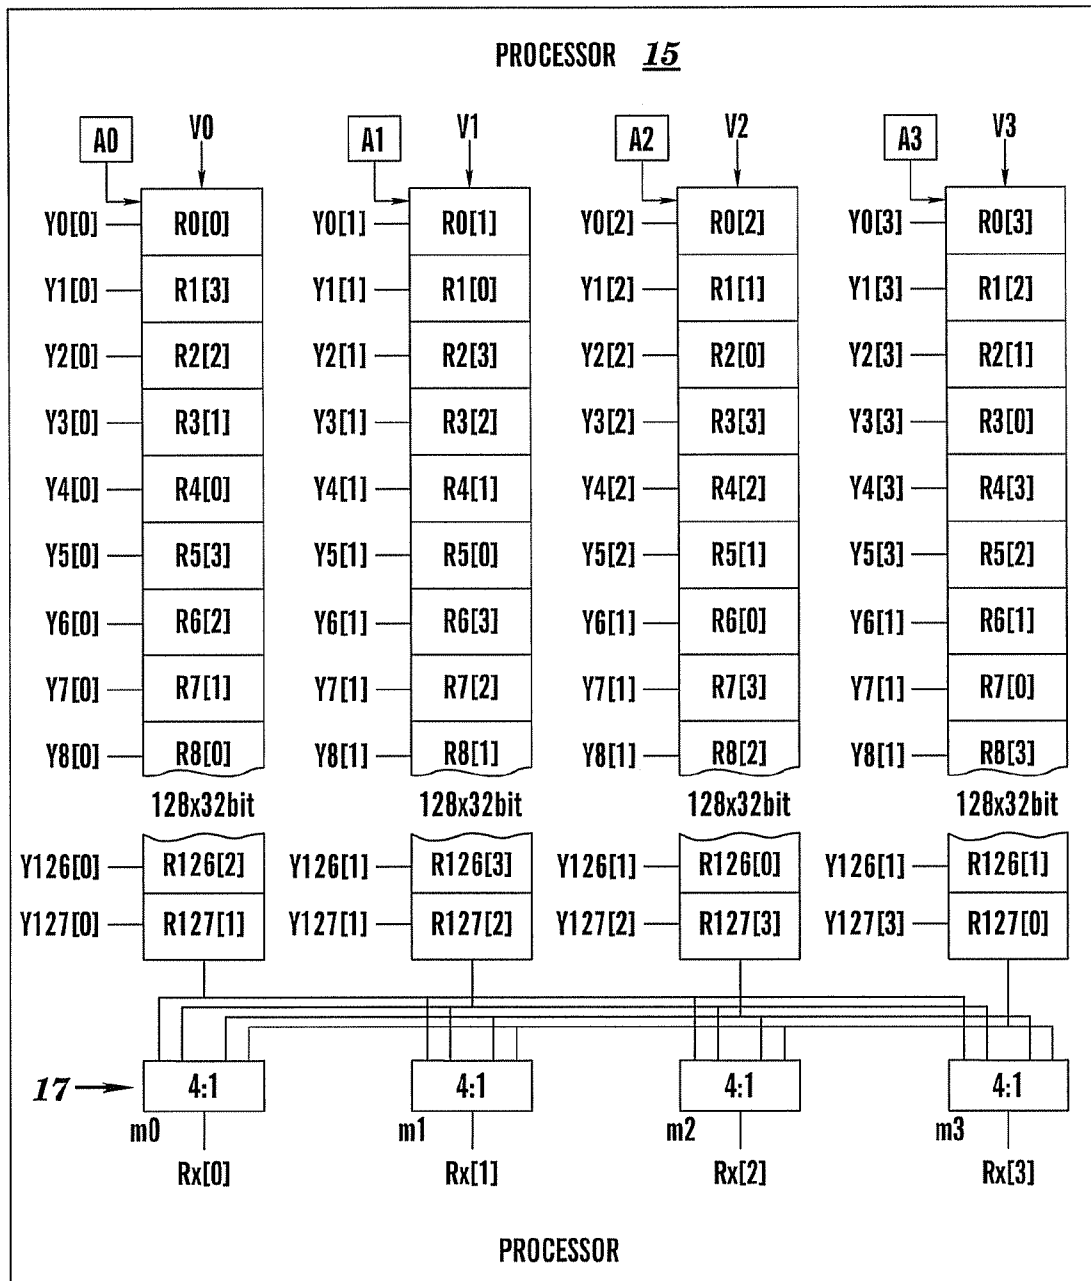 PROCESSOR 15
A0 V0 A1 V1 A2 V2 A3 V3
Y0[0] R0[0] Y0[1] R0[1] Y0[2] R0[2] Y0[3] R0[3]
Y1[0] R1[3] Y1[1] R1[0] Y1[2] R1[1] Y1[3] R1[2]
Y2[0] R2[2] Y2[1] R2[3] Y2[2] R2[0] Y2[3] R2[1]
Y3[0] R3[1] Y3[1] R3[2] Y3[2] R3[3] Y3[3] R3[0]
Y4[0] R4[0] Y4[1] R4[1] Y4[2] R4[2] Y4[3] R4[3]
Y5[0] R5[3] Y5[1] R5[0] Y5[2] R5[1] Y5[3] R5[2]
Y6[0] R6[2] Y6[1] R6[3] Y6[1] R6[0] Y6[1] R6[1]
Y7[0] R7[1] Y7[1] R7[2] Y7[1] R7[3] Y7[1] R7[0]
Y8[0] R8[0] Y8[1] R8[1] Y8[1] R8[2] Y8[1] R8[3]
128x32bit 128x32bit 128x32bit 128x32bit
Y126[0] R126[2] Y126[1] R126[3] Y126[1] R126[0] Y126[1] R126[1]
Y127[0] R127[1] Y127[1] R127[2] Y127[2] R127[3] Y127[3] R127[0]
17 4:1 4:1 4:1 4:1
m0 m1 m2 m3
Rx[0] Rx[1] Rx[2] Rx[3]
PROCESSOR